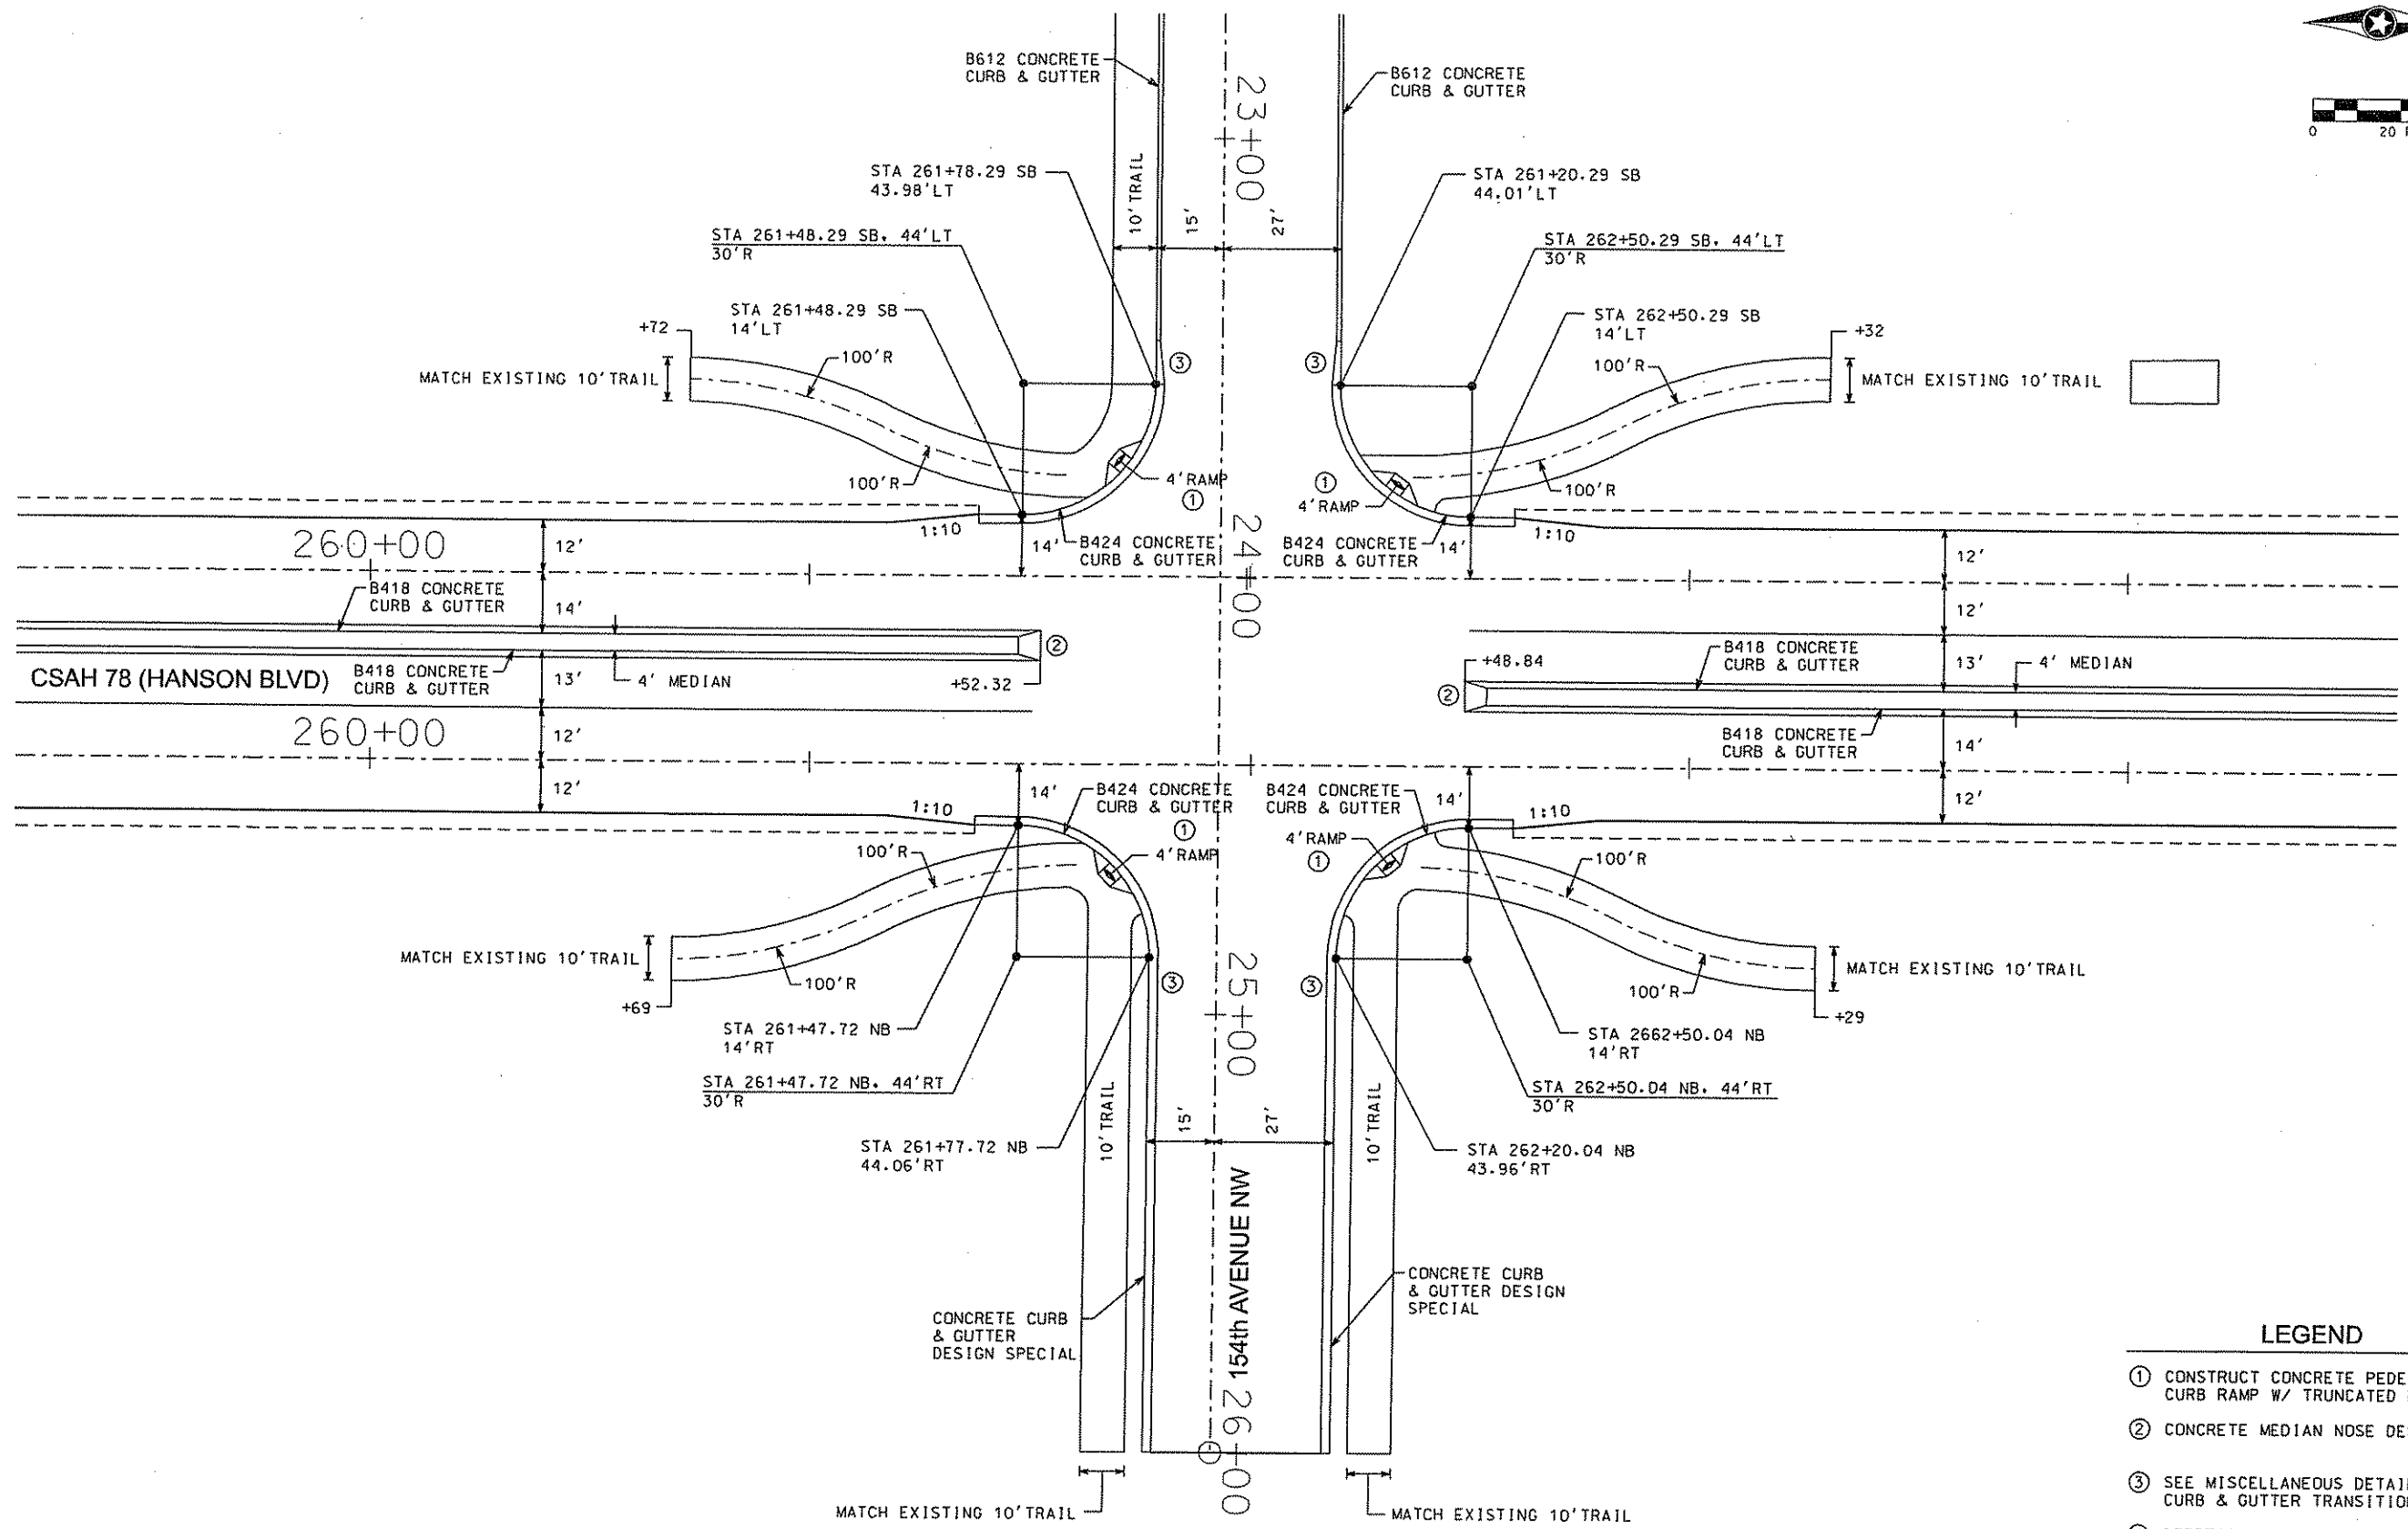 B612 CONCRETE
CURB & GUTTER
B612 CONCRETE
CURB & GUTTER
0
20
23+00
10' TRAIL
15'
27'
STA 261+78.29 SB
43.98'LT
STA 261+20.29 SB
44.01'LT
STA 261+48.29 SB, 44'LT
30'R
STA 262+50.29 SB, 44'LT
30'R
STA 261+48.29 SB
14'LT
STA 262+50.29 SB
14'LT
+72
100'R
MATCH EXISTING 10'TRAIL
3
3
+32
100'R
MATCH EXISTING 10'TRAIL
100'R
4'RAMP
1
1
4'RAMP
100'R
1:10
14'
B424 CONCRETE
CURB & GUTTER
24+00
B424 CONCRETE
CURB & GUTTER
14'
1:10
260+00
12'
12'
B418 CONCRETE
CURB & GUTTER
14'
12'
CSAH 78 (HANSON BLVD)
B418 CONCRETE
CURB & GUTTER
13'
4' MEDIAN
2
+52.32
+48.84
2
B418 CONCRETE
CURB & GUTTER
13'
4' MEDIAN
260+00
12'
B418 CONCRETE
CURB & GUTTER
14'
12'
12'
1:10
14'
B424 CONCRETE
CURB & GUTTER
1
B424 CONCRETE
CURB & GUTTER
14'
1:10
100'R
4'RAMP
4'RAMP
1
100'R
MATCH EXISTING 10'TRAIL
100'R
+69
3
25+00
3
100'R
MATCH EXISTING 10'TRAIL
+29
STA 261+47.72 NB
14'RT
STA 2662+50.04 NB
14'RT
STA 261+47.72 NB, 44'RT
30'R
STA 262+50.04 NB, 44'RT
30'R
10'TRAIL
15'
27'
10'TRAIL
STA 261+77.72 NB
44.06'RT
STA 262+20.04 NB
43.96'RT
154th AVENUE NW
CONCRETE CURB
& GUTTER
DESIGN SPECIAL
CONCRETE CURB
& GUTTER DESIGN
SPECIAL
26+00
MATCH EXISTING 10'TRAIL
MATCH EXISTING 10'TRAIL
LEGEND
1 CONSTRUCT CONCRETE PEDE
CURB RAMP W/ TRUNCATED
2 CONCRETE MEDIAN NOSE DE
3 SEE MISCELLANEOUS DETAI
CURB & GUTTER TRANSITIO